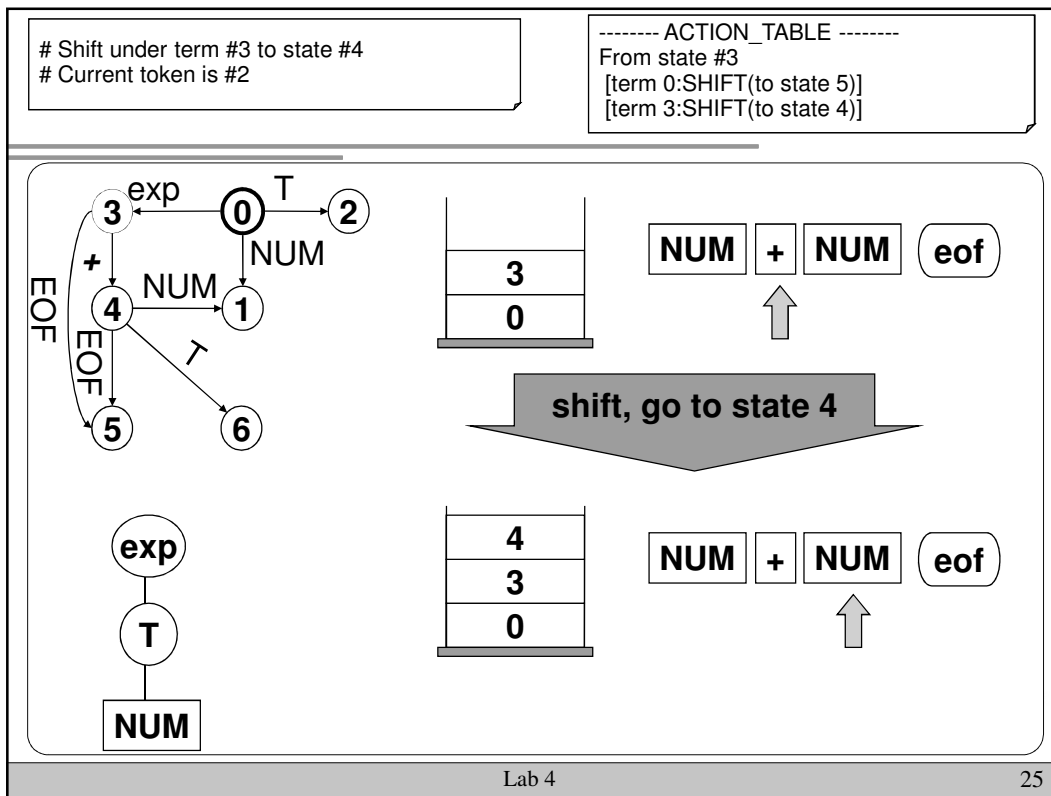 # Shift under term #3 to state #4
# Current token is #2
-------- ACTION_TABLE --------
From state #3
[term 0:SHIFT(to state 5)]
[term 3:SHIFT(to state 4)]
exp
T
3
0
2
+
NUM
EOF
NUM
4
1
EOF
T
5
6
3
0
NUM + NUM eof
shift, go to state 4
exp
T
NUM
4
3
0
NUM + NUM eof
Lab 4
25